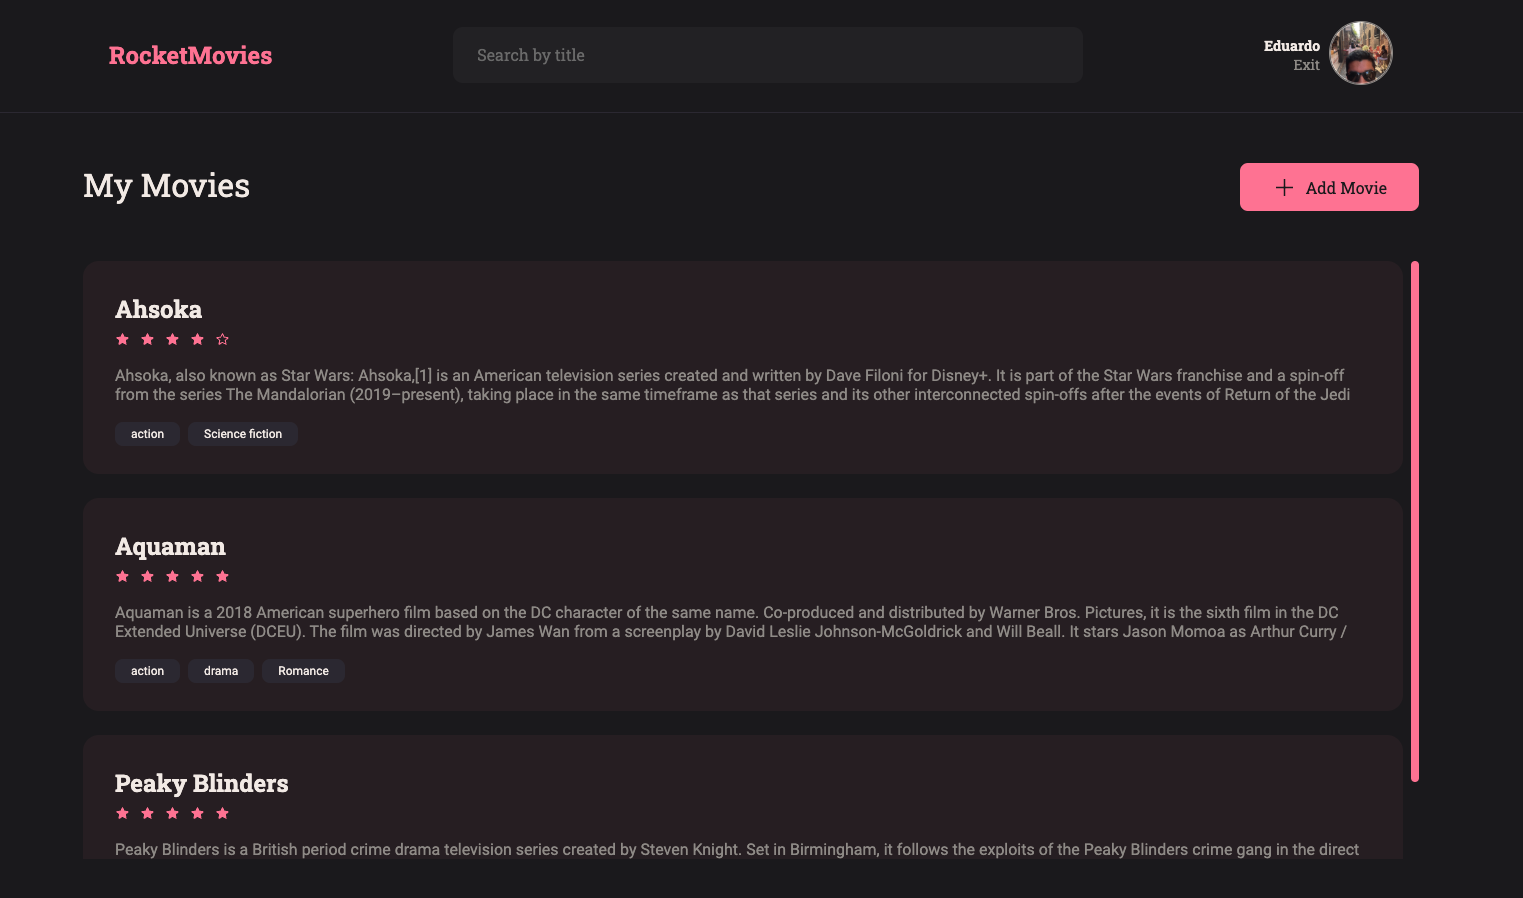 RocketMovies
Search by title
Eduardo
Exit
My Movies
Add Movie
Ahsoka
Ahsoka, also known as Star Wars: Ahsoka,[1] is an American television series created and written by Dave Filoni for Disney+. It is part of the Star Wars franchise and a spin-off
from the series The Mandalorian (2019–present), taking place in the same timeframe as that series and its other interconnected spin-offs after the events of Return of the Jedi
action Science fiction
Aquaman
Aquaman is a 2018 American superhero film based on the DC character of the same name. Co-produced and distributed by Warner Bros. Pictures, it is the sixth film in the DC
Extended Universe (DCEU). The film was directed by James Wan from a screenplay by David Leslie Johnson-McGoldrick and Will Beall. It stars Jason Momoa as Arthur Curry /
action drama Romance
Peaky Blinders
Peaky Blinders is a British period crime drama television series created by Steven Knight. Set in Birmingham, it follows the exploits of the Peaky Blinders crime gang in the direct